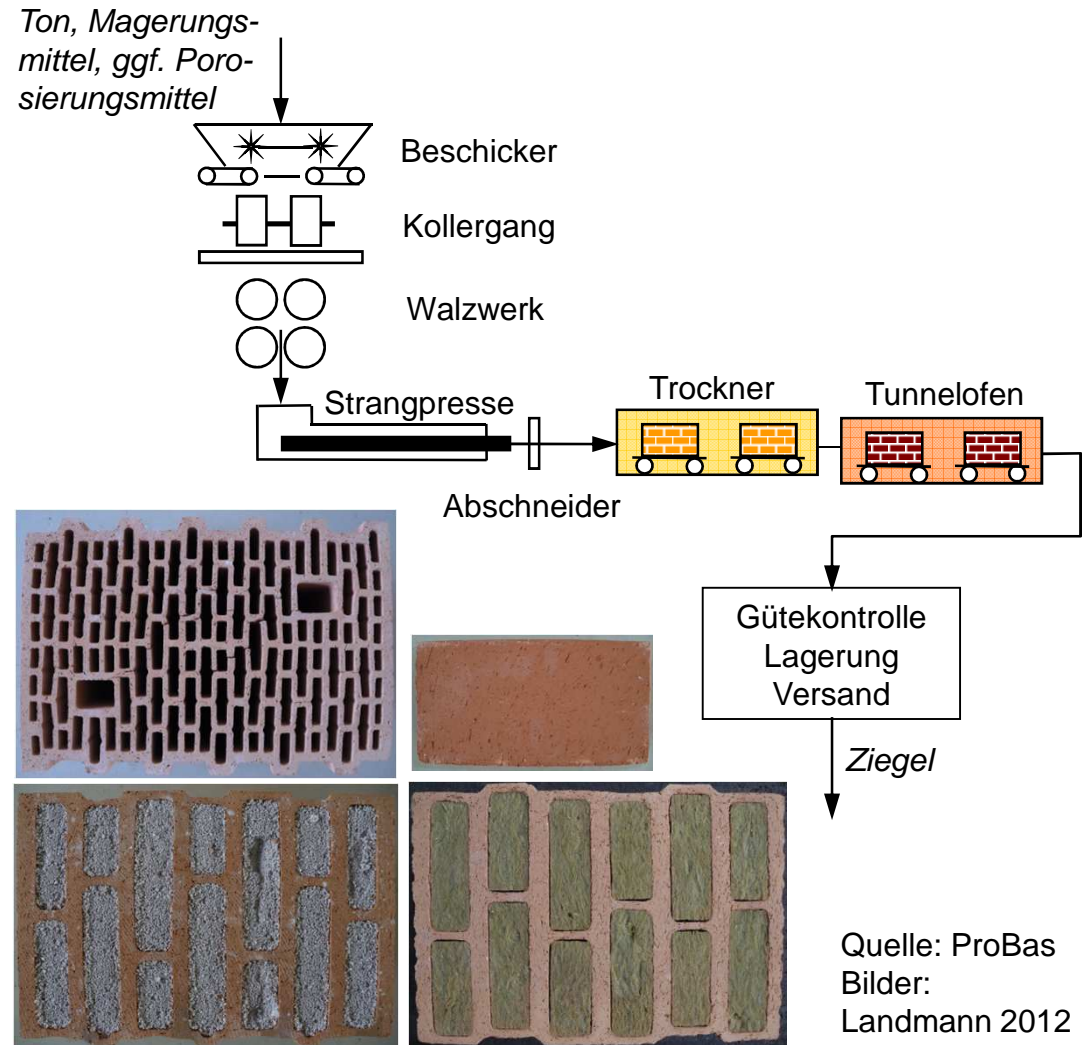 Ton, Magerungs-
mittel, ggf. Poro-
sierungsmittel
Beschicker
Kollergang
Walzwerk
Strangpresse
Trockner
Tunnelofen
Abschneider
Gütekontrolle
Lagerung
Versand
Ziegel
Quelle: ProBas
Bilder:
Landmann 2012